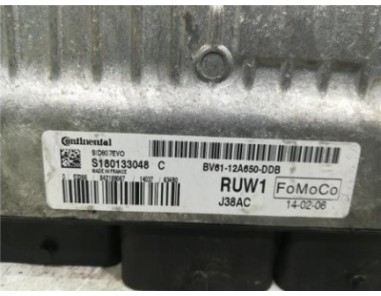 Continental
SID807EVO
S180133048 C
MADE IN FRANCE
BV61-12A650-DDB
RUW1
FoMoCo
J38AC
14-02-06